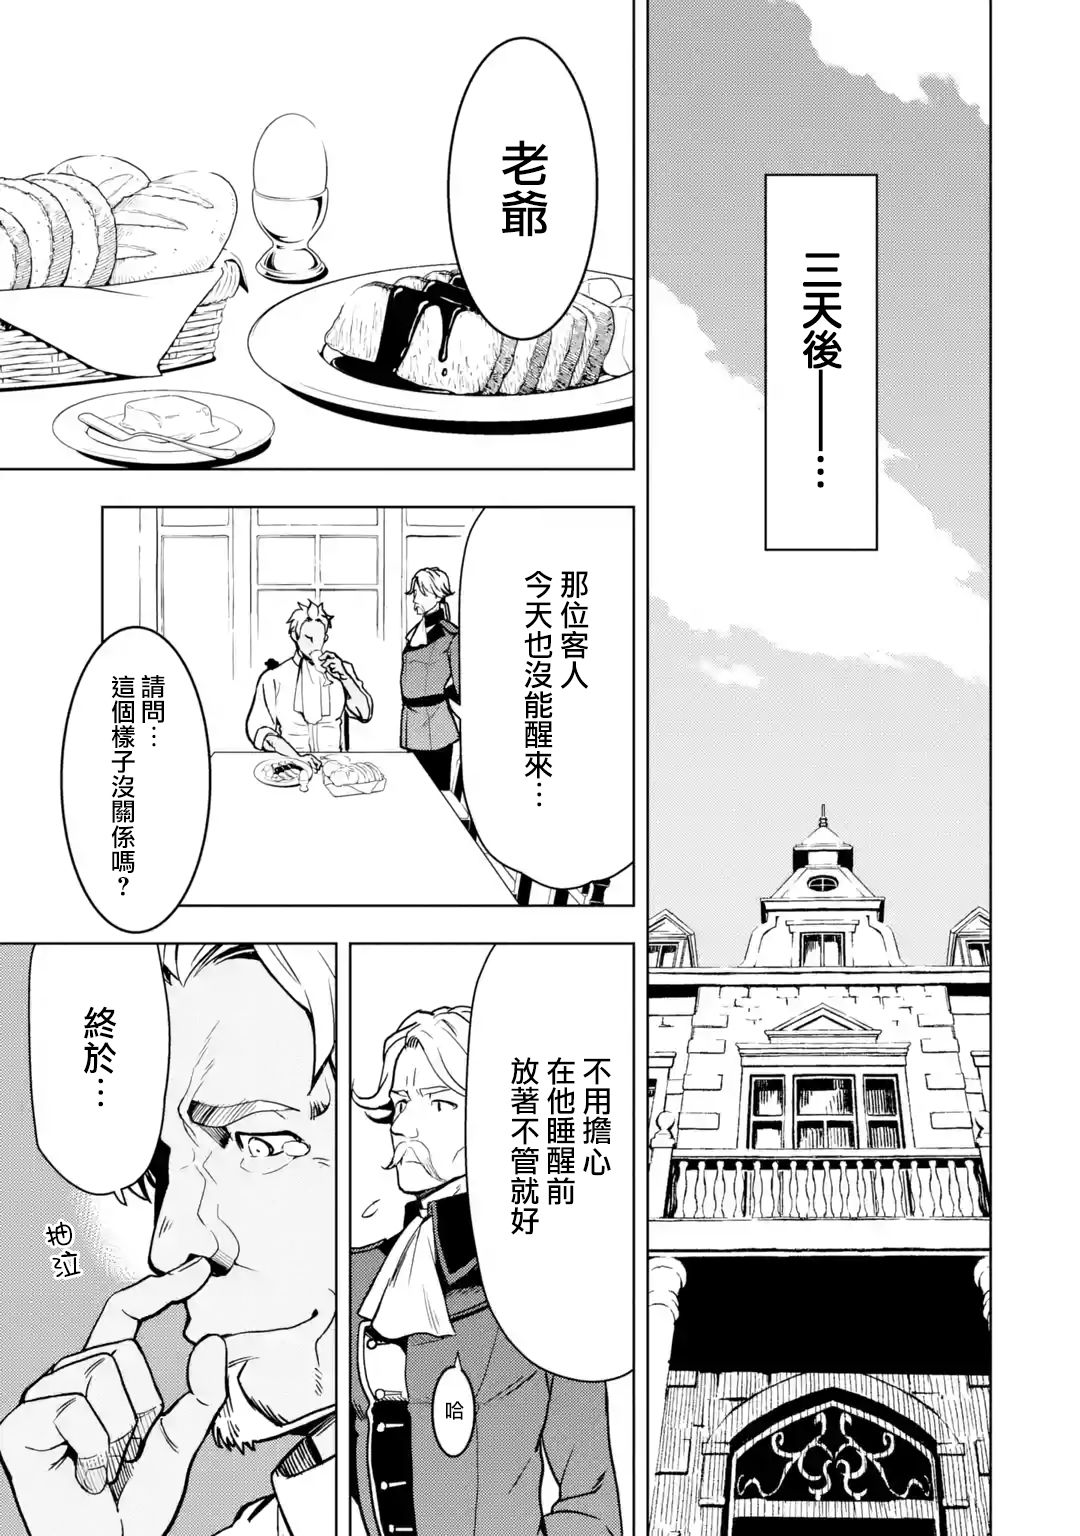 三天後——…
老爺
那位客人
今天也沒能醒來…
請問…
這個樣子沒關係嗎？
不用擔心
在他睡醒前
放著不管就好
哈
終於…
抽泣